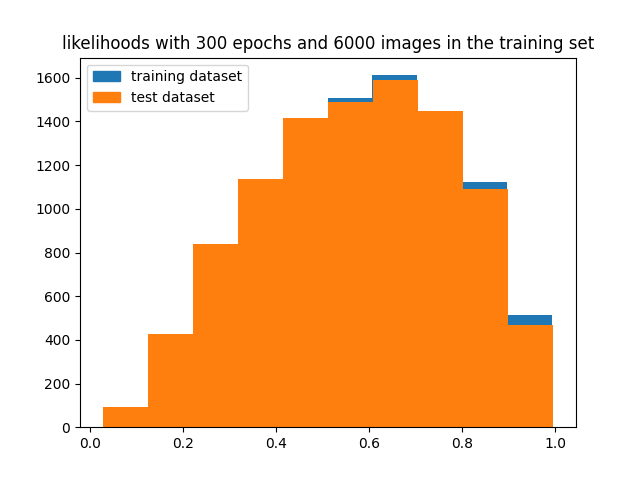 likelihoods with 300 epochs and 6000 images in the training set
training dataset
test dataset
1600
1400
1200
1000
800
600
400
200
0
0.0 0.2 0.4 0.6 0.8 1.0